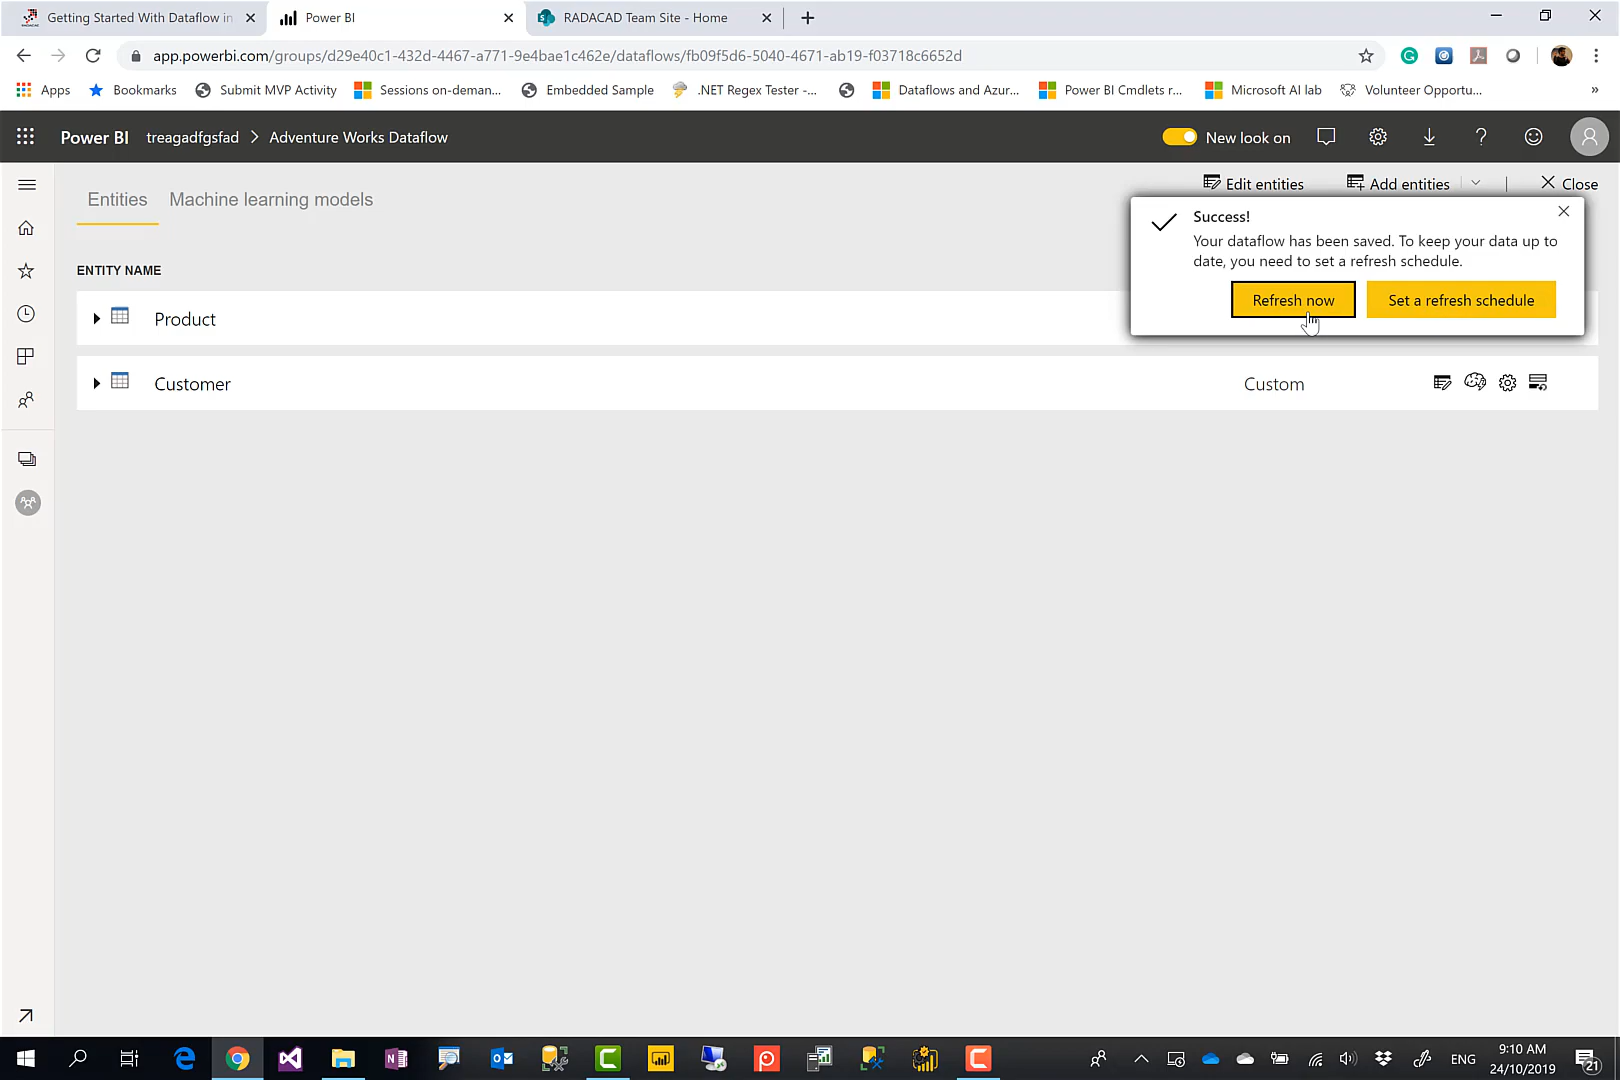 Getting Started With Dataflow in
Power BI
RADACAD Team Site - Home
app.powerbi.com/groups/d29e40c1-432d-4467-a771-9e4bae1c462e/dataflows/fb09f5d6-5040-4671-ab19-f03718c6652d
Apps
Bookmarks
Submit MVP Activity
Sessions on-deman...
Embedded Sample
.NET Regex Tester -...
Dataflows and Azur...
Power BI Cmdlets r...
Microsoft AI lab
Volunteer Opportu...
»
Power BI
treagadfgsfad > Adventure Works Dataflow
New look on
Entities
Machine learning models
Edit entities
Add entities
Close
Success!
Your dataflow has been saved. To keep your data up to
date, you need to set a refresh schedule.
Refresh now
Set a refresh schedule
ENTITY NAME
Product
Customer
Custom
ENG
9:10 AM
24/10/2019
21